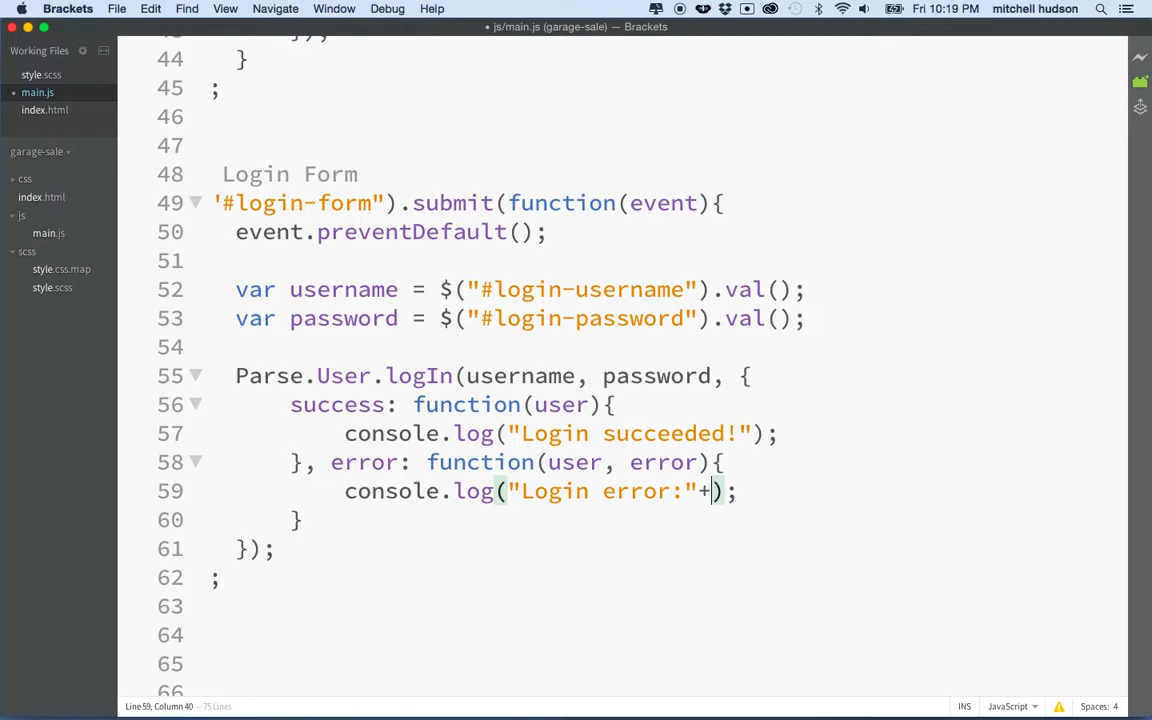 Brackets File Edit Find View Navigate Window Debug Help Fri 10:19 PM mitchell hudson
• js/main.js (garage-sale) — Brackets
Working Files
style.scss
• main.js
index.html
garage-sale
css
index.html
js
main.js
scss
style.css.map
style.scss
44 }
45 ;
46
47
48 Login Form
49 '#login-form").submit(function(event){
50 event.preventDefault();
51
52 var username = $("#login-username").val();
53 var password = $("#login-password").val();
54
55 Parse.User.logIn(username, password, {
56 success: function(user){
57 console.log("Login succeeded!");
58 }, error: function(user, error){
59 console.log("Login error:"+);
60 }
61 });
62 ;
63
64
65
66
Line 59, Column 40 — 75 Lines INS JavaScript Spaces: 4